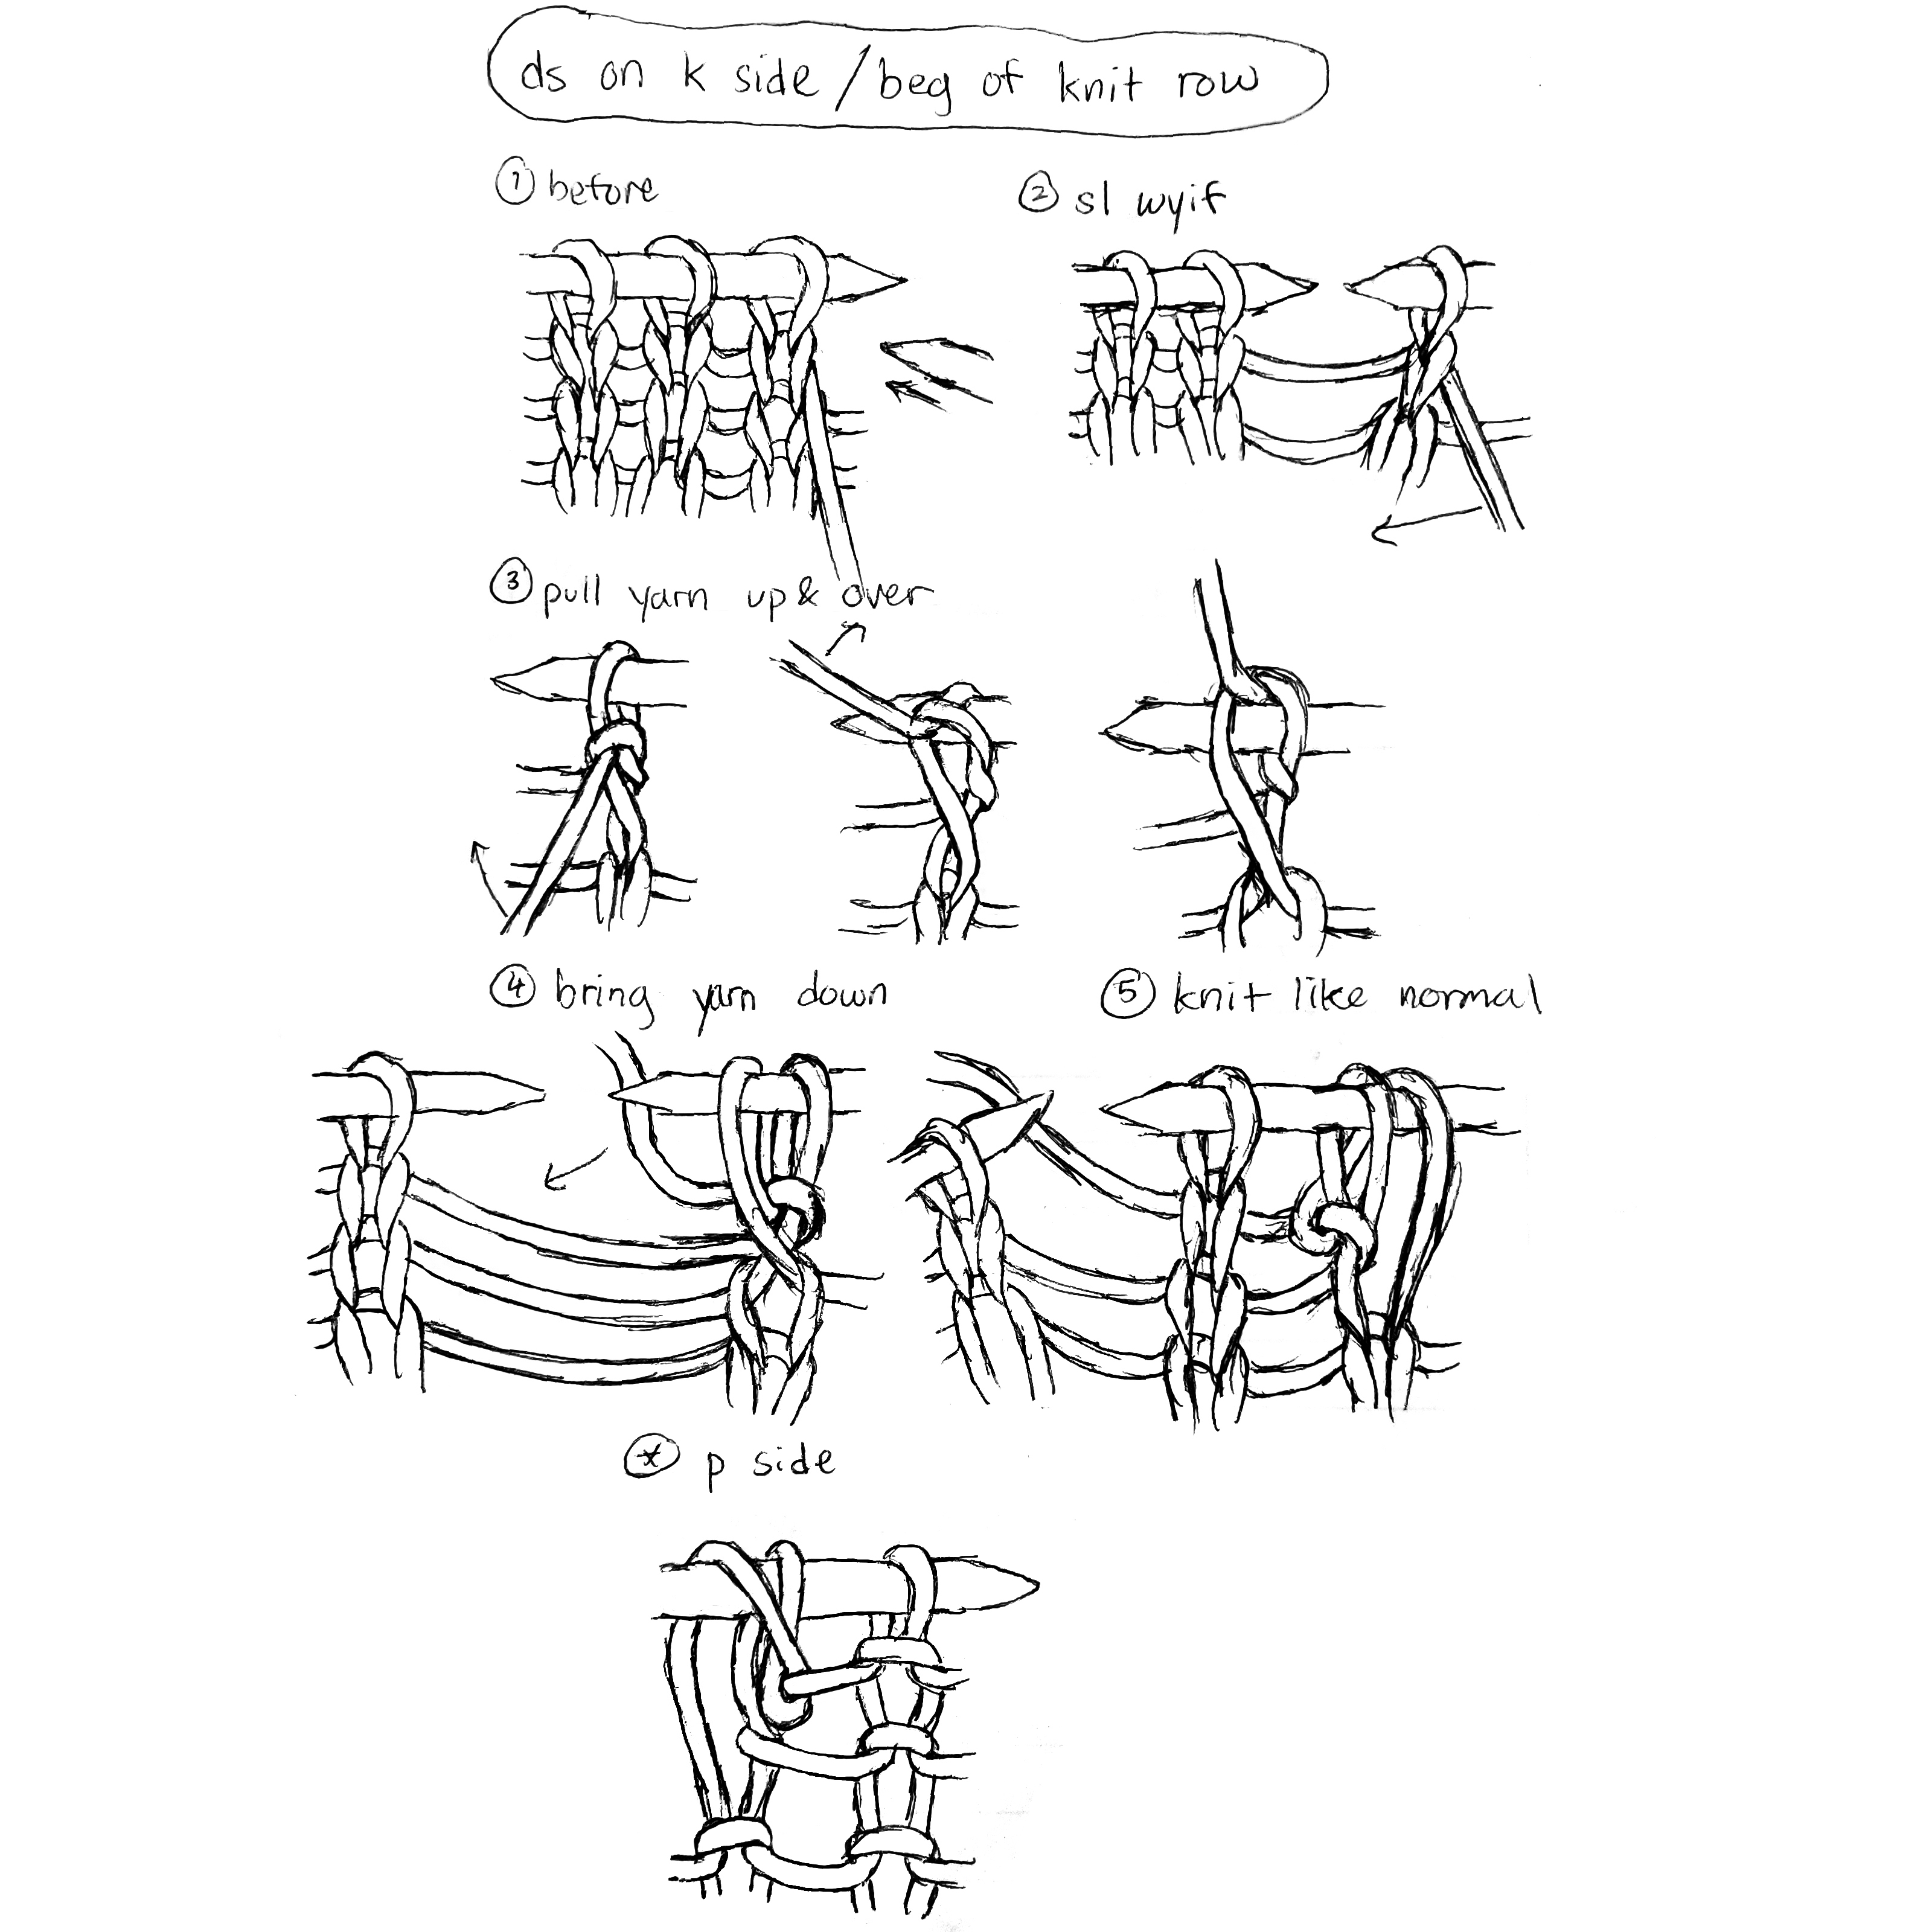 ds on k side / beg of knit row
① before
② sl wyif
③ pull yarn up & over
④ bring yarn down
⑤ knit like normal
* p side